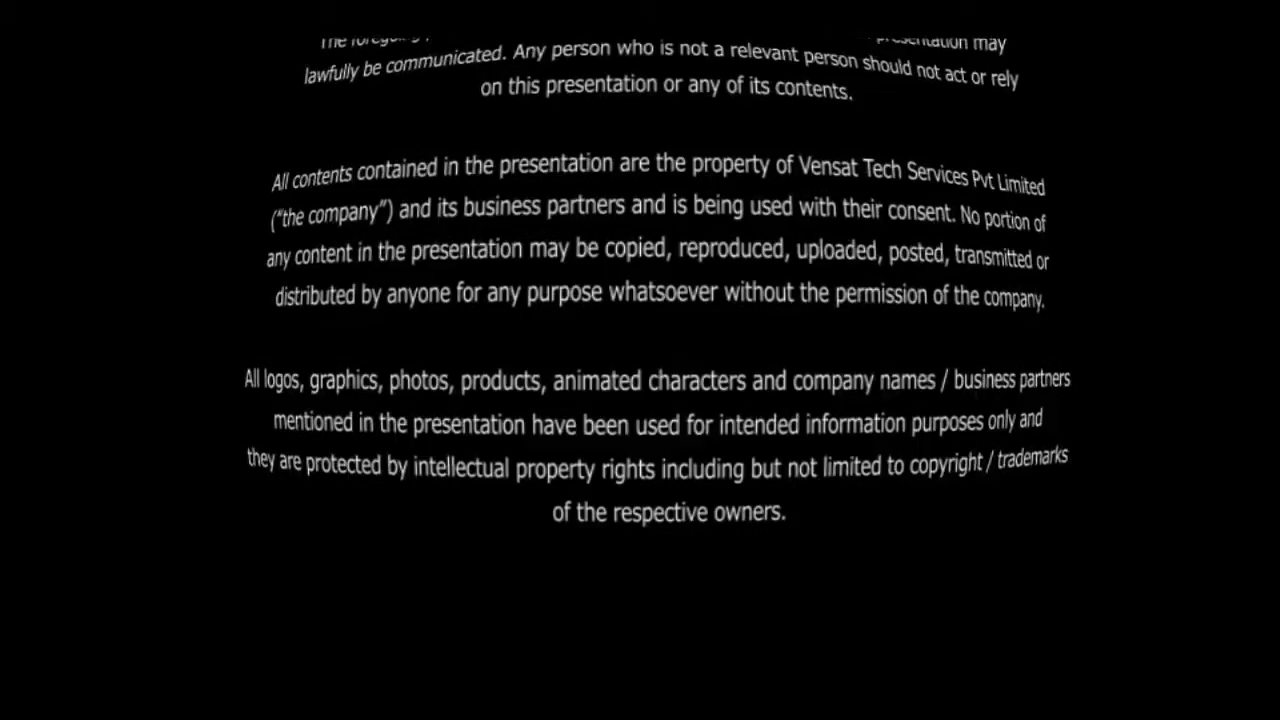 The foregoing presentation may
lawfully be communicated. Any person who is not a relevant person should not act or rely
on this presentation or any of its contents.
All contents contained in the presentation are the property of Vensat Tech Services Pvt Limited
(“the company”) and its business partners and is being used with their consent. No portion of
any content in the presentation may be copied, reproduced, uploaded, posted, transmitted or
distributed by anyone for any purpose whatsoever without the permission of the company.
All logos, graphics, photos, products, animated characters and company names / business partners
mentioned in the presentation have been used for intended information purposes only and
they are protected by intellectual property rights including but not limited to copyright / trademarks
of the respective owners.